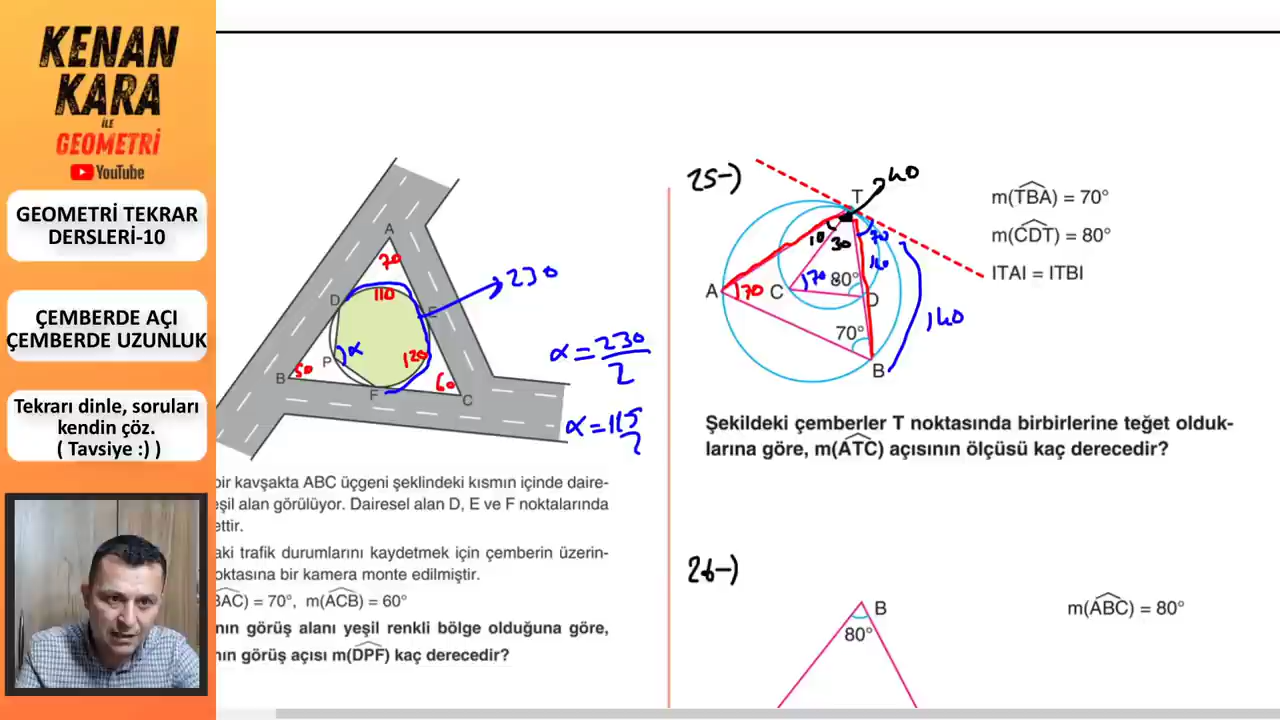 KENAN
KARA
İLE
GEOMETRİ
YouTube
GEOMETRİ TEKRAR
DERSLERİ-10
ÇEMBERDE AÇI
ÇEMBERDE UZUNLUK
Tekrarı dinle, soruları
kendin çöz.
( Tavsiye :) )
A
70
D
110
E
230
P
α
120
B
50
60
F
C
α = 230
2
α = 115
2
bir kavşakta ABC üçgeni şeklindeki kısmın içinde daire-
eşil alan görülüyor. Dairesel alan D, E ve F noktalarında
ettir.
aki trafik durumlarını kaydetmek için çemberin üzerin-
oktasına bir kamera monte edilmiştir.
BAC) = 70°, m(ACB) = 60°
nın görüş alanı yeşil renkli bölge olduğuna göre,
nın görüş açısı m(DPF) kaç derecedir?
25-)
T
40
10
30
70
A
70
C
70
80°
D
140
70°
B
140
m(TBA) = 70°
m(CDT) = 80°
ITAI = ITBI
Şekildeki çemberler T noktasında birbirlerine teğet olduk-
larına göre, m(ATC) açısının ölçüsü kaç derecedir?
26-)
B
80°
m(ABC) = 80°